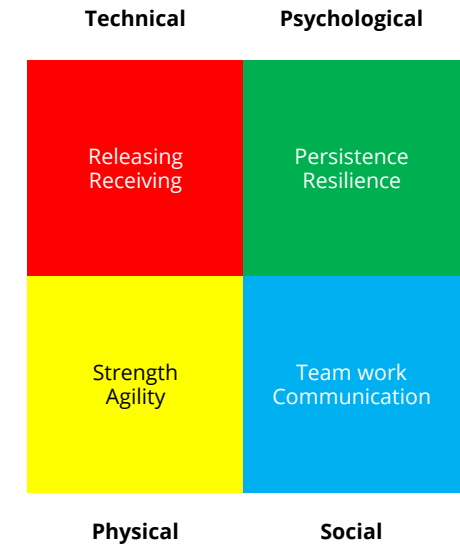 Technical
Psychological
Releasing
Receiving
Persistence
Resilience
Strength
Agility
Team work
Communication
Physical
Social